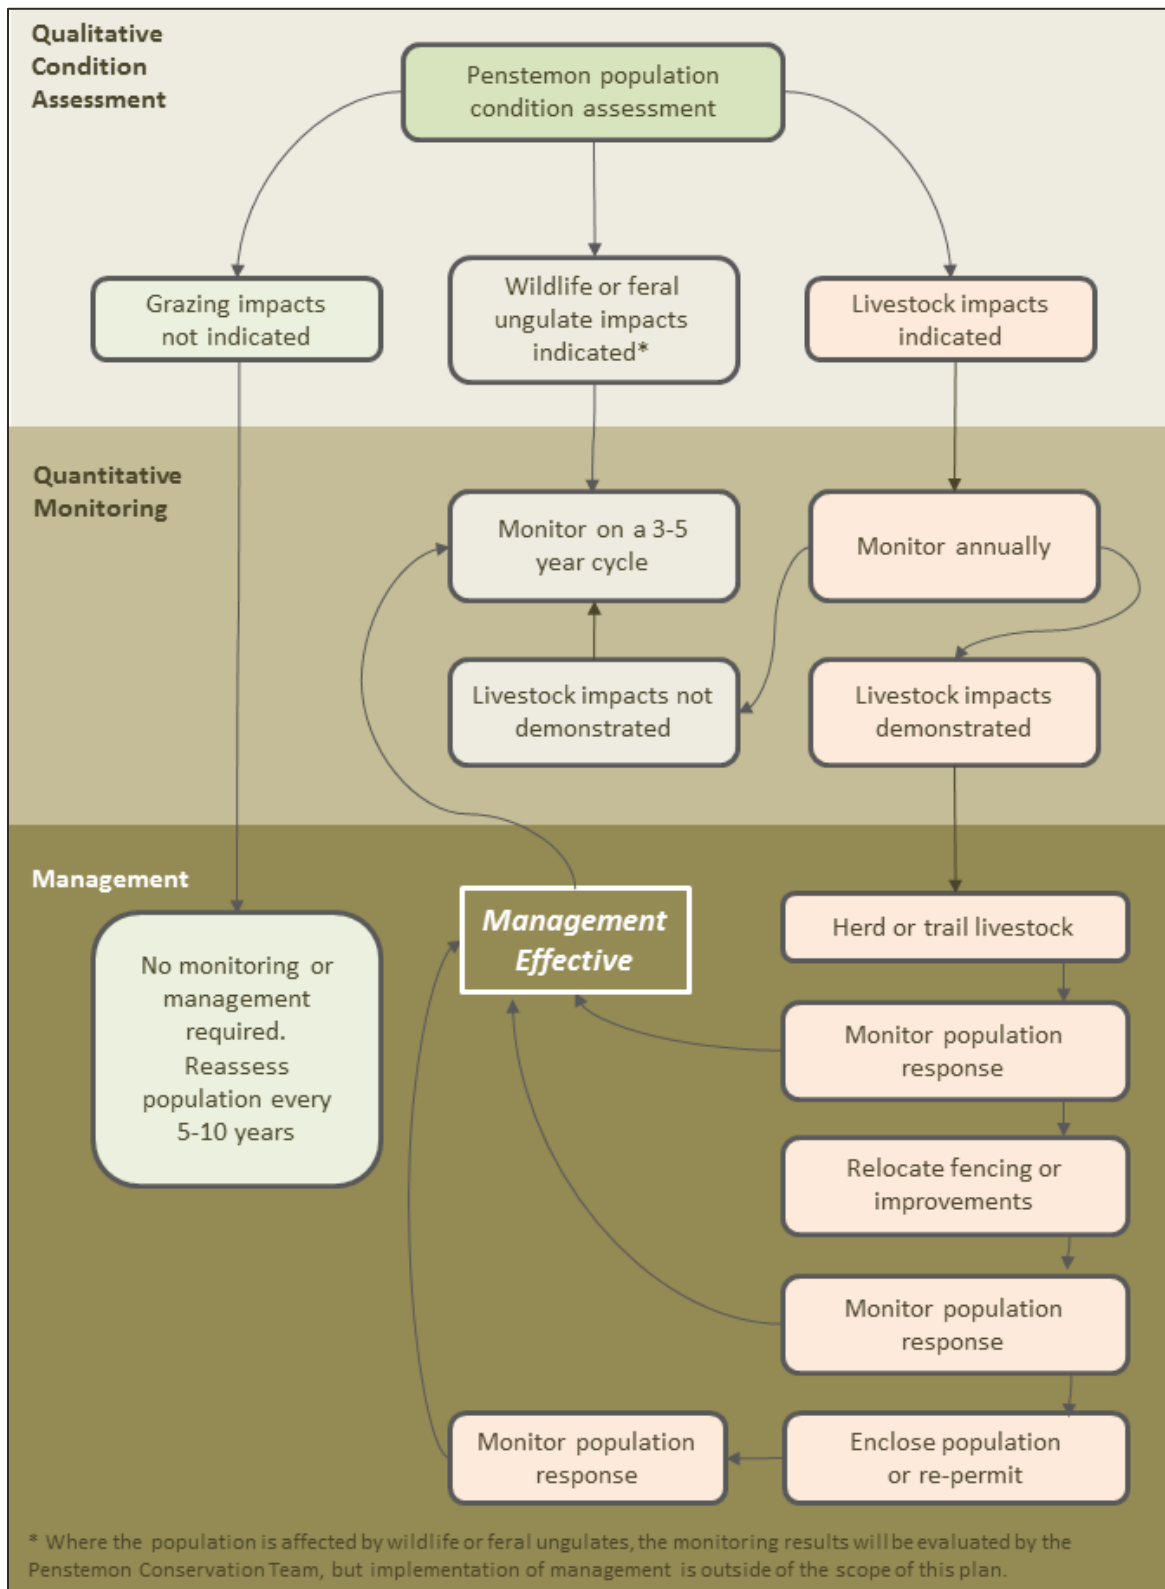 Qualitative
Condition
Assessment
Penstemon population
condition assessment
Grazing impacts
not indicated
Wildlife or feral
ungulate impacts
indicated*
Livestock impacts
indicated
Quantitative
Monitoring
Monitor on a 3-5
year cycle
Monitor annually
Livestock impacts not
demonstrated
Livestock impacts
demonstrated
Management
No monitoring or
management
required.
Reassess
population every
5-10 years
Management
Effective
Herd or trail livestock
Monitor population
response
Relocate fencing or
improvements
Monitor population
response
Monitor population
response
Enclose population
or re-permit
* Where the population is affected by wildlife or feral ungulates, the monitoring results will be evaluated by the
Penstemon Conservation Team, but implementation of management is outside of the scope of this plan.